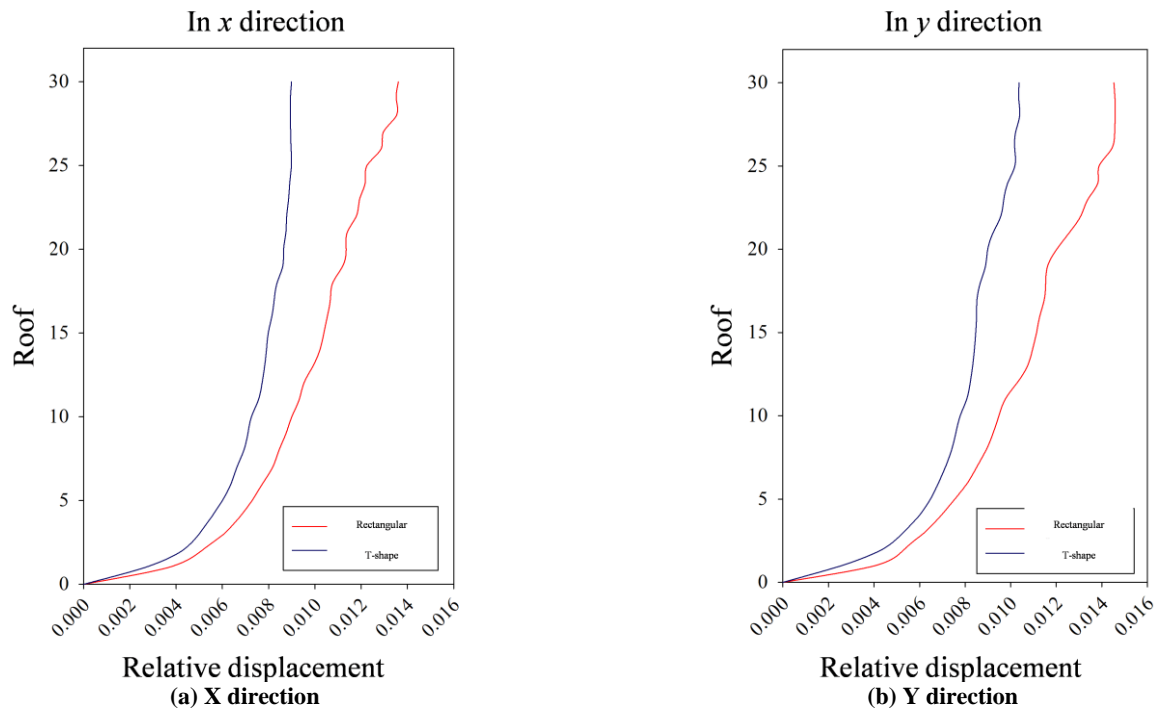 In x direction
30
25
20
15
10
5
0
Roof
Rectangular
T-shape
0.000
0.002
0.004
0.006
0.008
0.010
0.012
0.014
0.016
Relative displacement
(a) X direction
In y direction
30
25
20
15
10
5
0
Roof
Rectangular
T-shape
0.000
0.002
0.004
0.006
0.008
0.010
0.012
0.014
0.016
Relative displacement
(b) Y direction